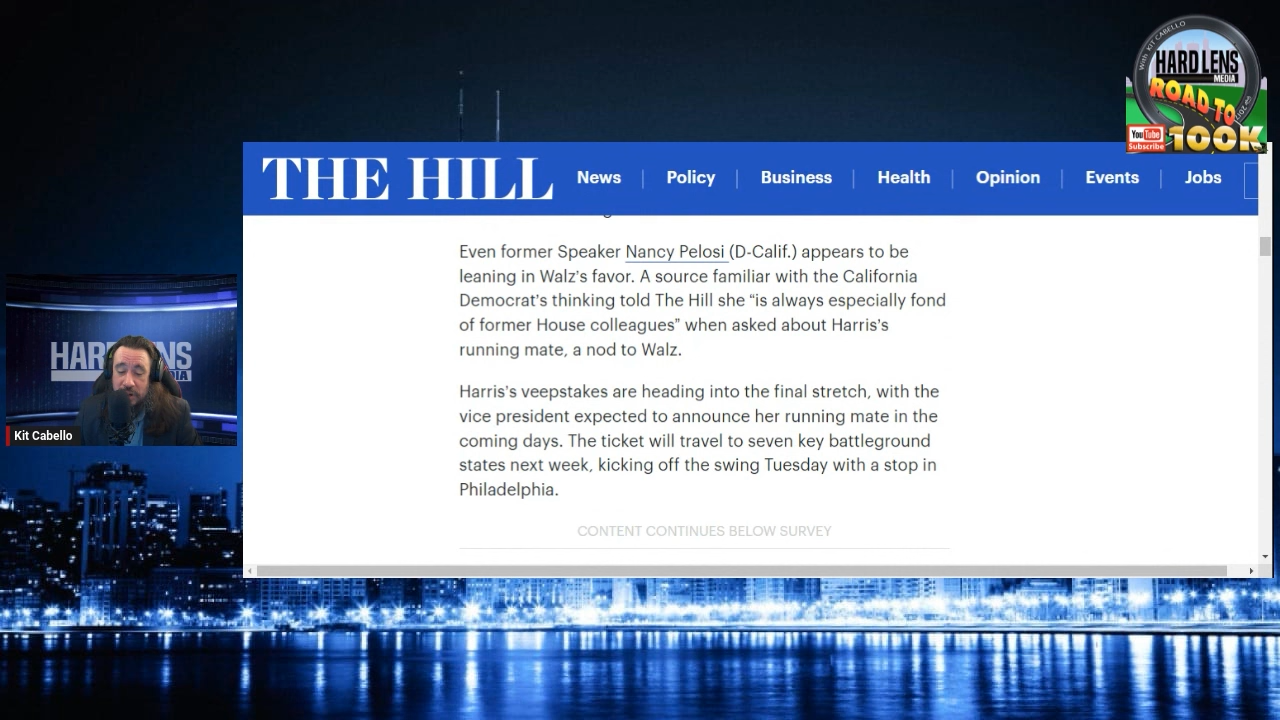 With KIT CABELLO
HARD LENS
MEDIA
ROAD TO
100K
YouTube
Subscribe
THE HILL
News
Policy
Business
Health
Opinion
Events
Jobs
Even former Speaker Nancy Pelosi (D-Calif.) appears to be
leaning in Walz’s favor. A source familiar with the California
Democrat’s thinking told The Hill she “is always especially fond
of former House colleagues” when asked about Harris’s
running mate, a nod to Walz.
Harris’s veepstakes are heading into the final stretch, with the
vice president expected to announce her running mate in the
coming days. The ticket will travel to seven key battleground
states next week, kicking off the swing Tuesday with a stop in
Philadelphia.
CONTENT CONTINUES BELOW SURVEY
Kit Cabello